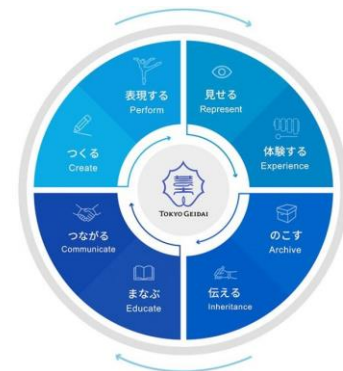 表現する
Perform
見せる
Represent
つくる
Create
体験する
Experience
TOKYO GEIDAI
つながる
Communicate
のこす
Archive
まなぶ
Educate
伝える
Inheritance